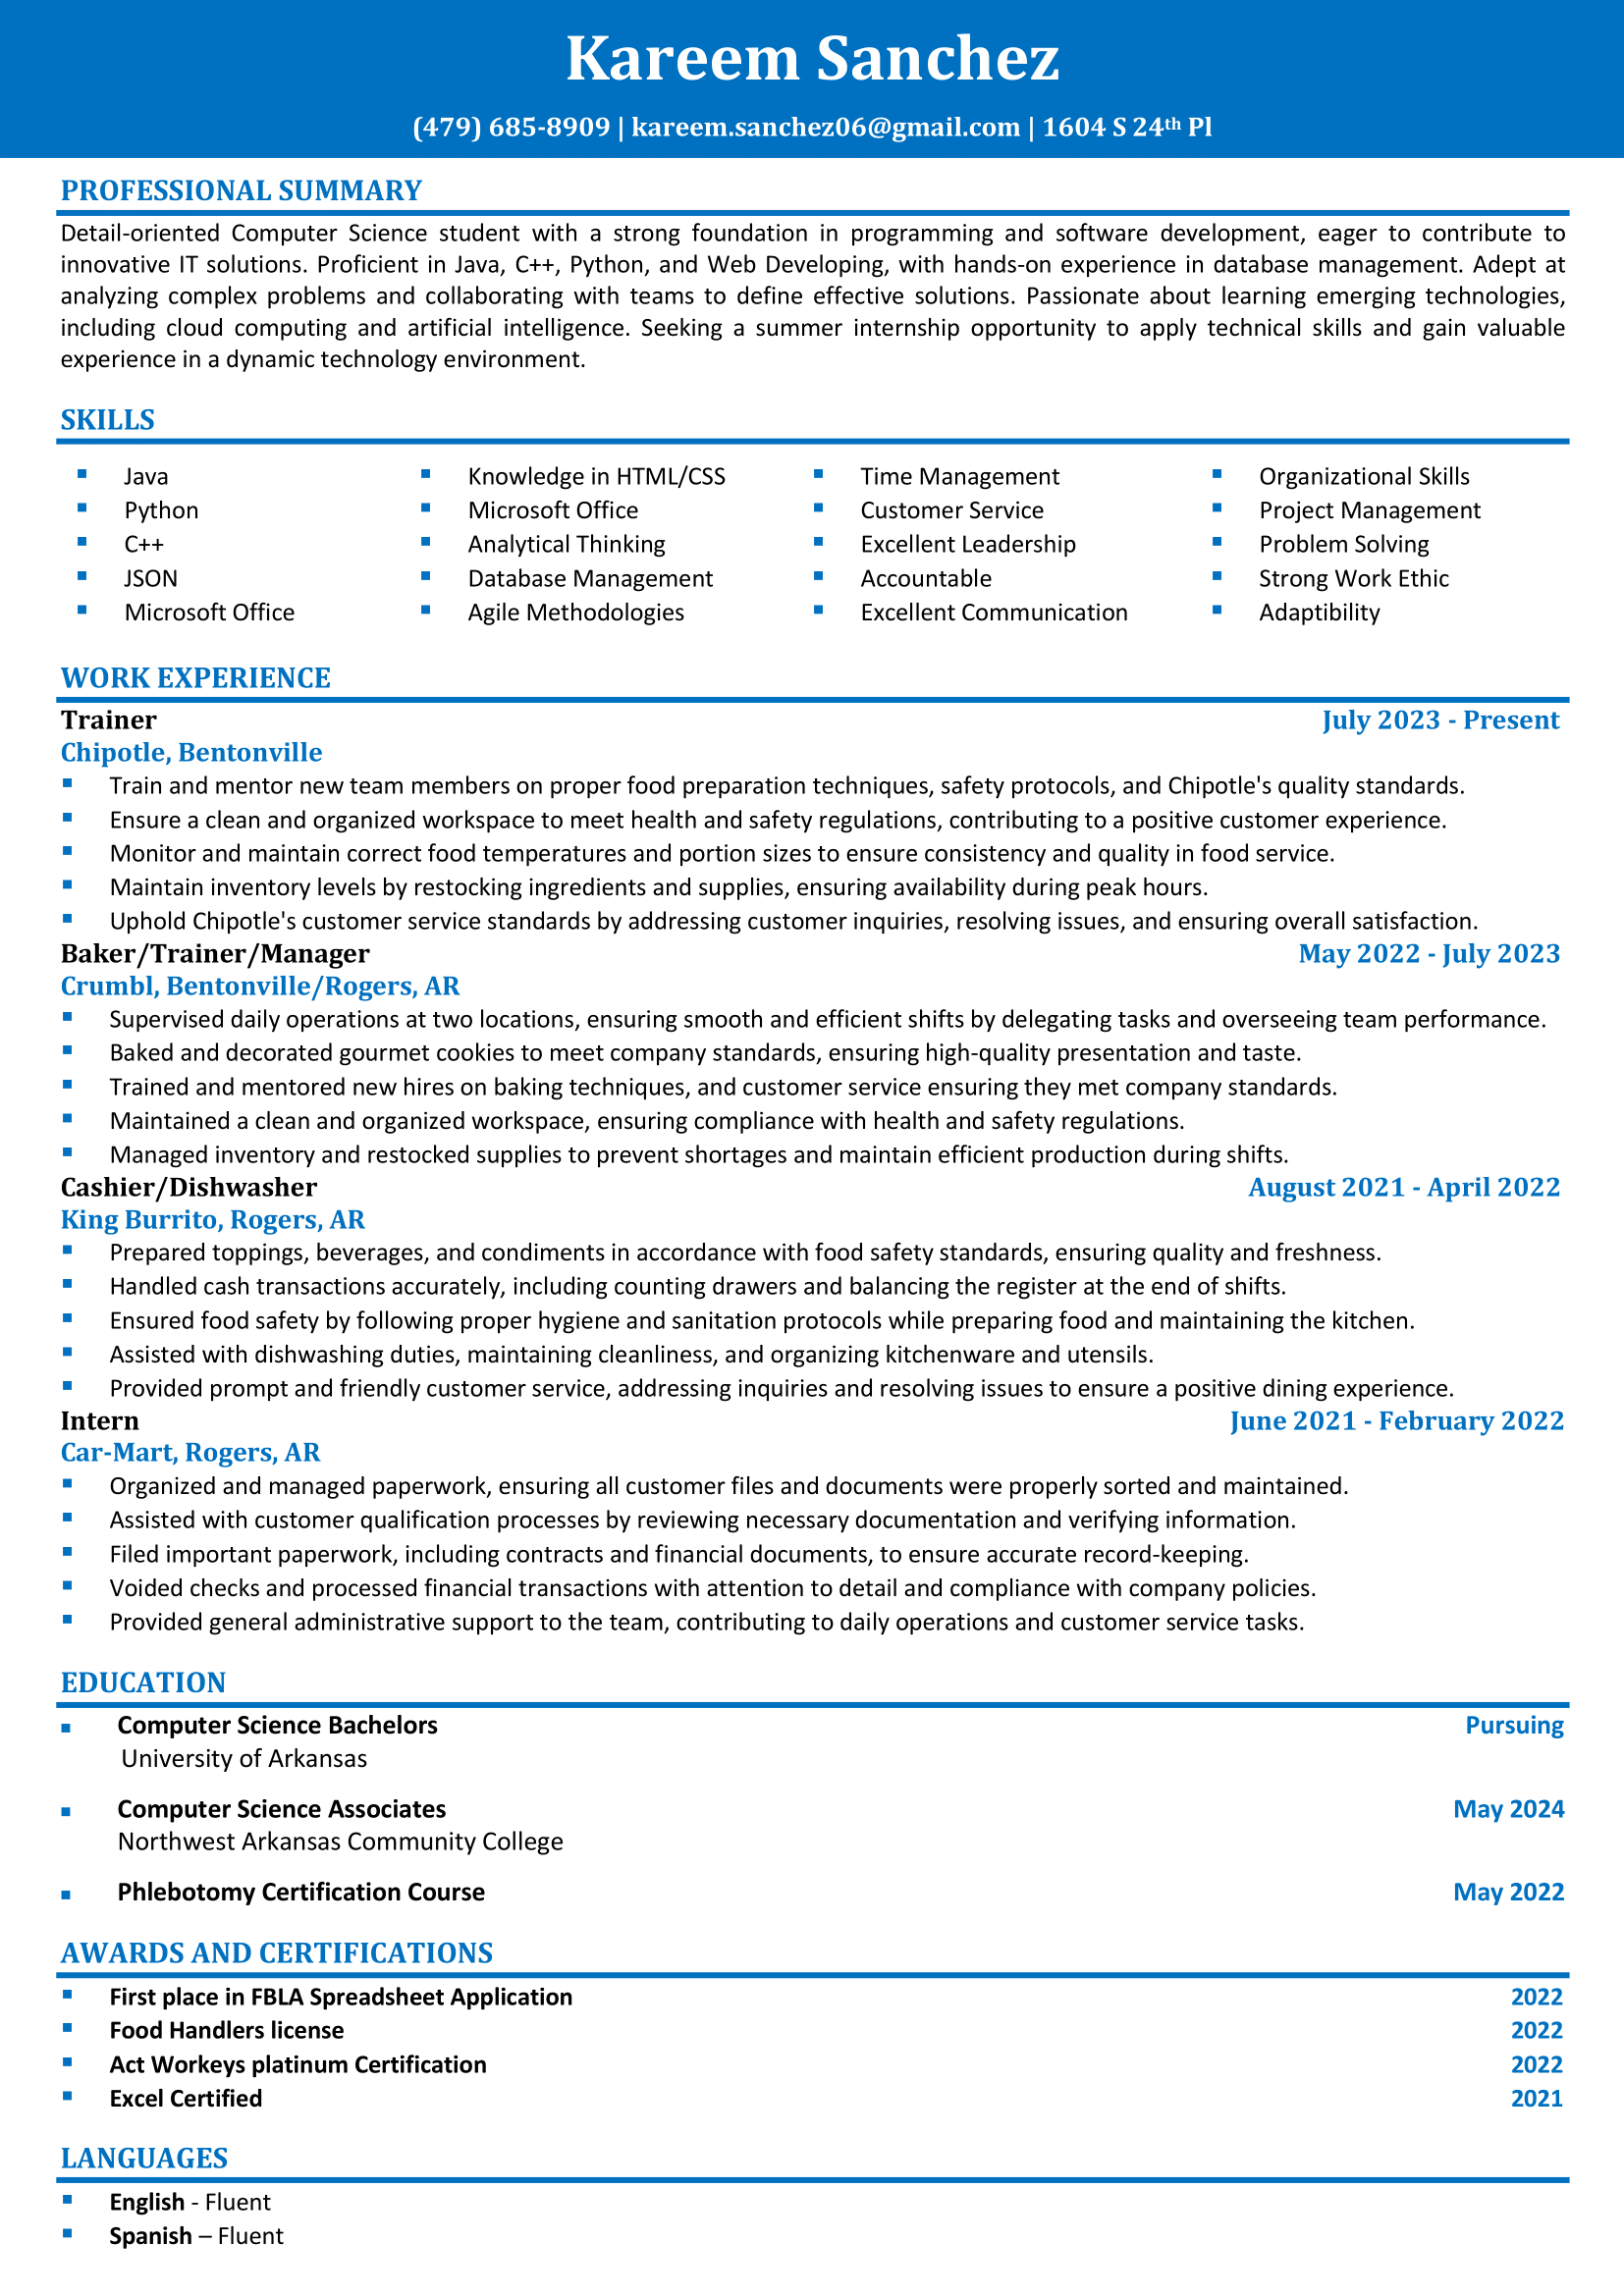 Kareem Sanchez
(479) 685-8909 | kareem.sanchez06@gmail.com | 1604 S 24th Pl
PROFESSIONAL SUMMARY
Detail-oriented Computer Science student with a strong foundation in programming and software development, eager to contribute to
innovative IT solutions. Proficient in Java, C++, Python, and Web Developing, with hands-on experience in database management. Adept at
analyzing complex problems and collaborating with teams to define effective solutions. Passionate about learning emerging technologies,
including cloud computing and artificial intelligence. Seeking a summer internship opportunity to apply technical skills and gain valuable
experience in a dynamic technology environment.
SKILLS
▪ Java
▪ Python
▪ C++
▪ JSON
▪ Microsoft Office
▪ Knowledge in HTML/CSS
▪ Microsoft Office
▪ Analytical Thinking
▪ Database Management
▪ Agile Methodologies
▪ Time Management
▪ Customer Service
▪ Excellent Leadership
▪ Accountable
▪ Excellent Communication
▪ Organizational Skills
▪ Project Management
▪ Problem Solving
▪ Strong Work Ethic
▪ Adaptibility
WORK EXPERIENCE
Trainer July 2023 - Present
Chipotle, Bentonville
▪ Train and mentor new team members on proper food preparation techniques, safety protocols, and Chipotle's quality standards.
▪ Ensure a clean and organized workspace to meet health and safety regulations, contributing to a positive customer experience.
▪ Monitor and maintain correct food temperatures and portion sizes to ensure consistency and quality in food service.
▪ Maintain inventory levels by restocking ingredients and supplies, ensuring availability during peak hours.
▪ Uphold Chipotle's customer service standards by addressing customer inquiries, resolving issues, and ensuring overall satisfaction.
Baker/Trainer/Manager May 2022 - July 2023
Crumbl, Bentonville/Rogers, AR
▪ Supervised daily operations at two locations, ensuring smooth and efficient shifts by delegating tasks and overseeing team performance.
▪ Baked and decorated gourmet cookies to meet company standards, ensuring high-quality presentation and taste.
▪ Trained and mentored new hires on baking techniques, and customer service ensuring they met company standards.
▪ Maintained a clean and organized workspace, ensuring compliance with health and safety regulations.
▪ Managed inventory and restocked supplies to prevent shortages and maintain efficient production during shifts.
Cashier/Dishwasher August 2021 - April 2022
King Burrito, Rogers, AR
▪ Prepared toppings, beverages, and condiments in accordance with food safety standards, ensuring quality and freshness.
▪ Handled cash transactions accurately, including counting drawers and balancing the register at the end of shifts.
▪ Ensured food safety by following proper hygiene and sanitation protocols while preparing food and maintaining the kitchen.
▪ Assisted with dishwashing duties, maintaining cleanliness, and organizing kitchenware and utensils.
▪ Provided prompt and friendly customer service, addressing inquiries and resolving issues to ensure a positive dining experience.
Intern June 2021 - February 2022
Car-Mart, Rogers, AR
▪ Organized and managed paperwork, ensuring all customer files and documents were properly sorted and maintained.
▪ Assisted with customer qualification processes by reviewing necessary documentation and verifying information.
▪ Filed important paperwork, including contracts and financial documents, to ensure accurate record-keeping.
▪ Voided checks and processed financial transactions with attention to detail and compliance with company policies.
▪ Provided general administrative support to the team, contributing to daily operations and customer service tasks.
EDUCATION
▪ Computer Science Bachelors Pursuing
University of Arkansas
▪ Computer Science Associates May 2024
Northwest Arkansas Community College
▪ Phlebotomy Certification Course May 2022
AWARDS AND CERTIFICATIONS
▪ First place in FBLA Spreadsheet Application 2022
▪ Food Handlers license 2022
▪ Act Workeys platinum Certification 2022
▪ Excel Certified 2021
LANGUAGES
▪ English - Fluent
▪ Spanish – Fluent